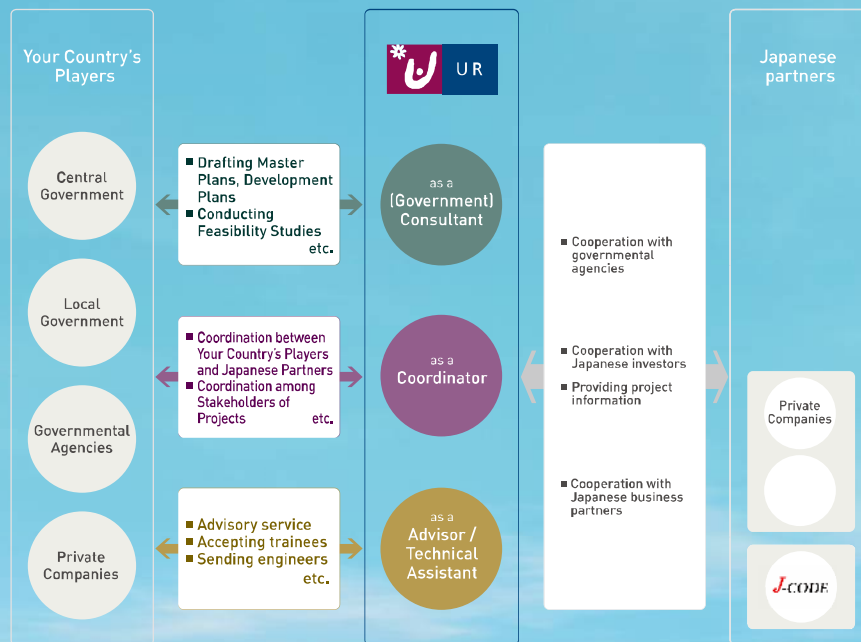 Your Country's
Players
Central
Government
Local
Government
Governmental
Agencies
Private
Companies
■ Drafting Master
Plans, Development
Plans
■ Conducting
Feasibility Studies
etc.
■ Coordination between
Your Country's Players
and Japanese Partners
■ Coordination among
Stakeholders of
Projects etc.
■ Advisory service
■ Accepting trainees
■ Sending engineers
etc.
UR
as a
(Government)
Consultant
as a
Coordinator
as a
Advisor /
Technical
Assistant
■ Cooperation with
governmental
agencies
■ Cooperation with
Japanese investors
■ Providing project
information
■ Cooperation with
Japanese business
partners
Japanese
partners
Private
Companies
J-CODE